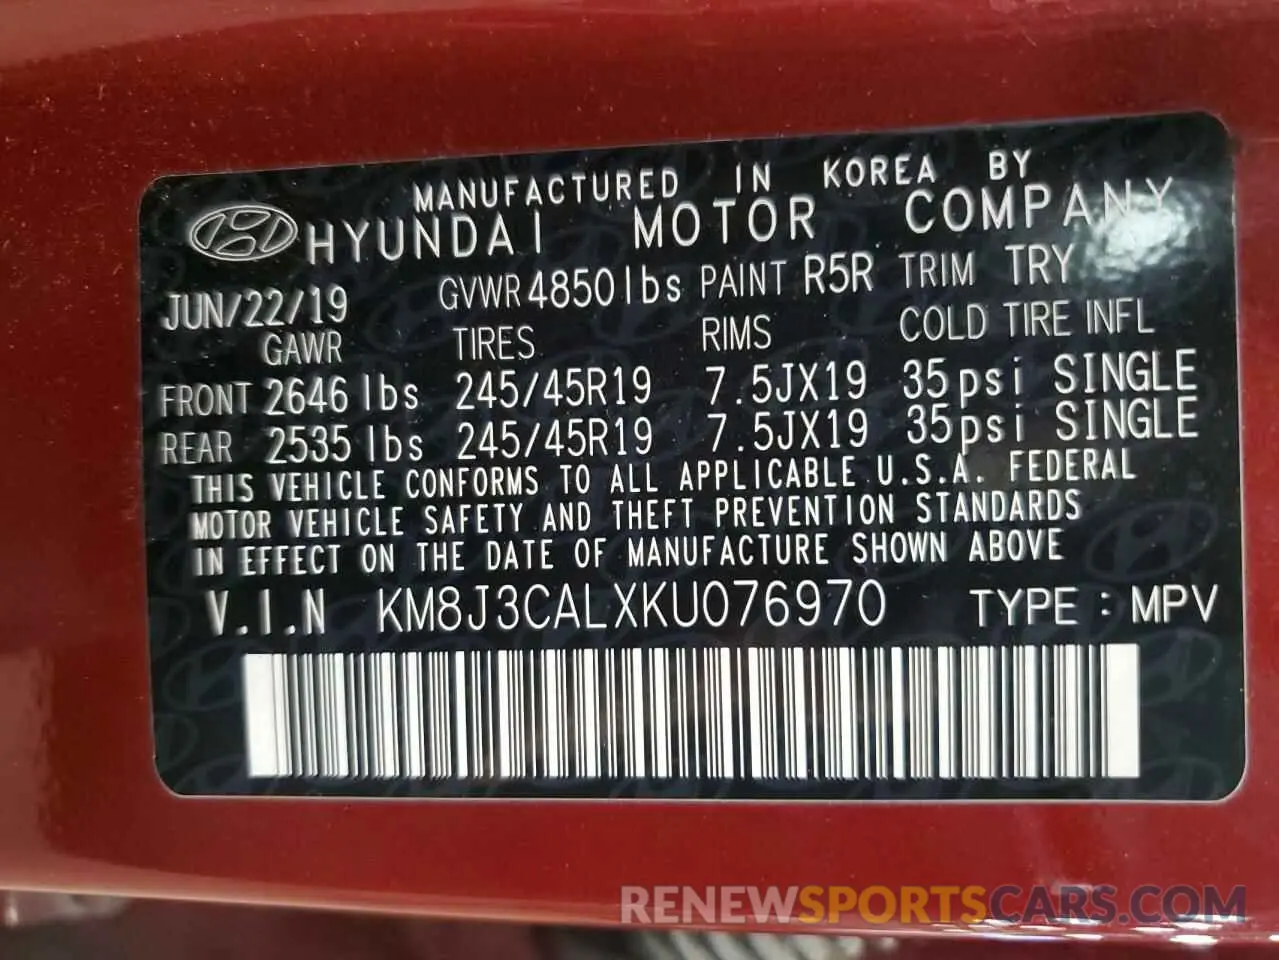 MANUFACTURED IN KOREA BY
HYUNDAI MOTOR COMPANY
JUN/22/19 GVWR 4850lbs PAINT R5R TRIM TRY
GAWR TIRES RIMS COLD TIRE INFL
FRONT 2646 lbs 245/45R19 7.5JX19 35psi SINGLE
REAR 2535 lbs 245/45R19 7.5JX19 35psi SINGLE
THIS VEHICLE CONFORMS TO ALL APPLICABLE U.S.A. FEDERAL
MOTOR VEHICLE SAFETY AND THEFT PREVENTION STANDARDS
IN EFFECT ON THE DATE OF MANUFACTURE SHOWN ABOVE
V.I.N KM8J3CALXKU076970 TYPE : MPV
RENEWSPORTSCARS.COM